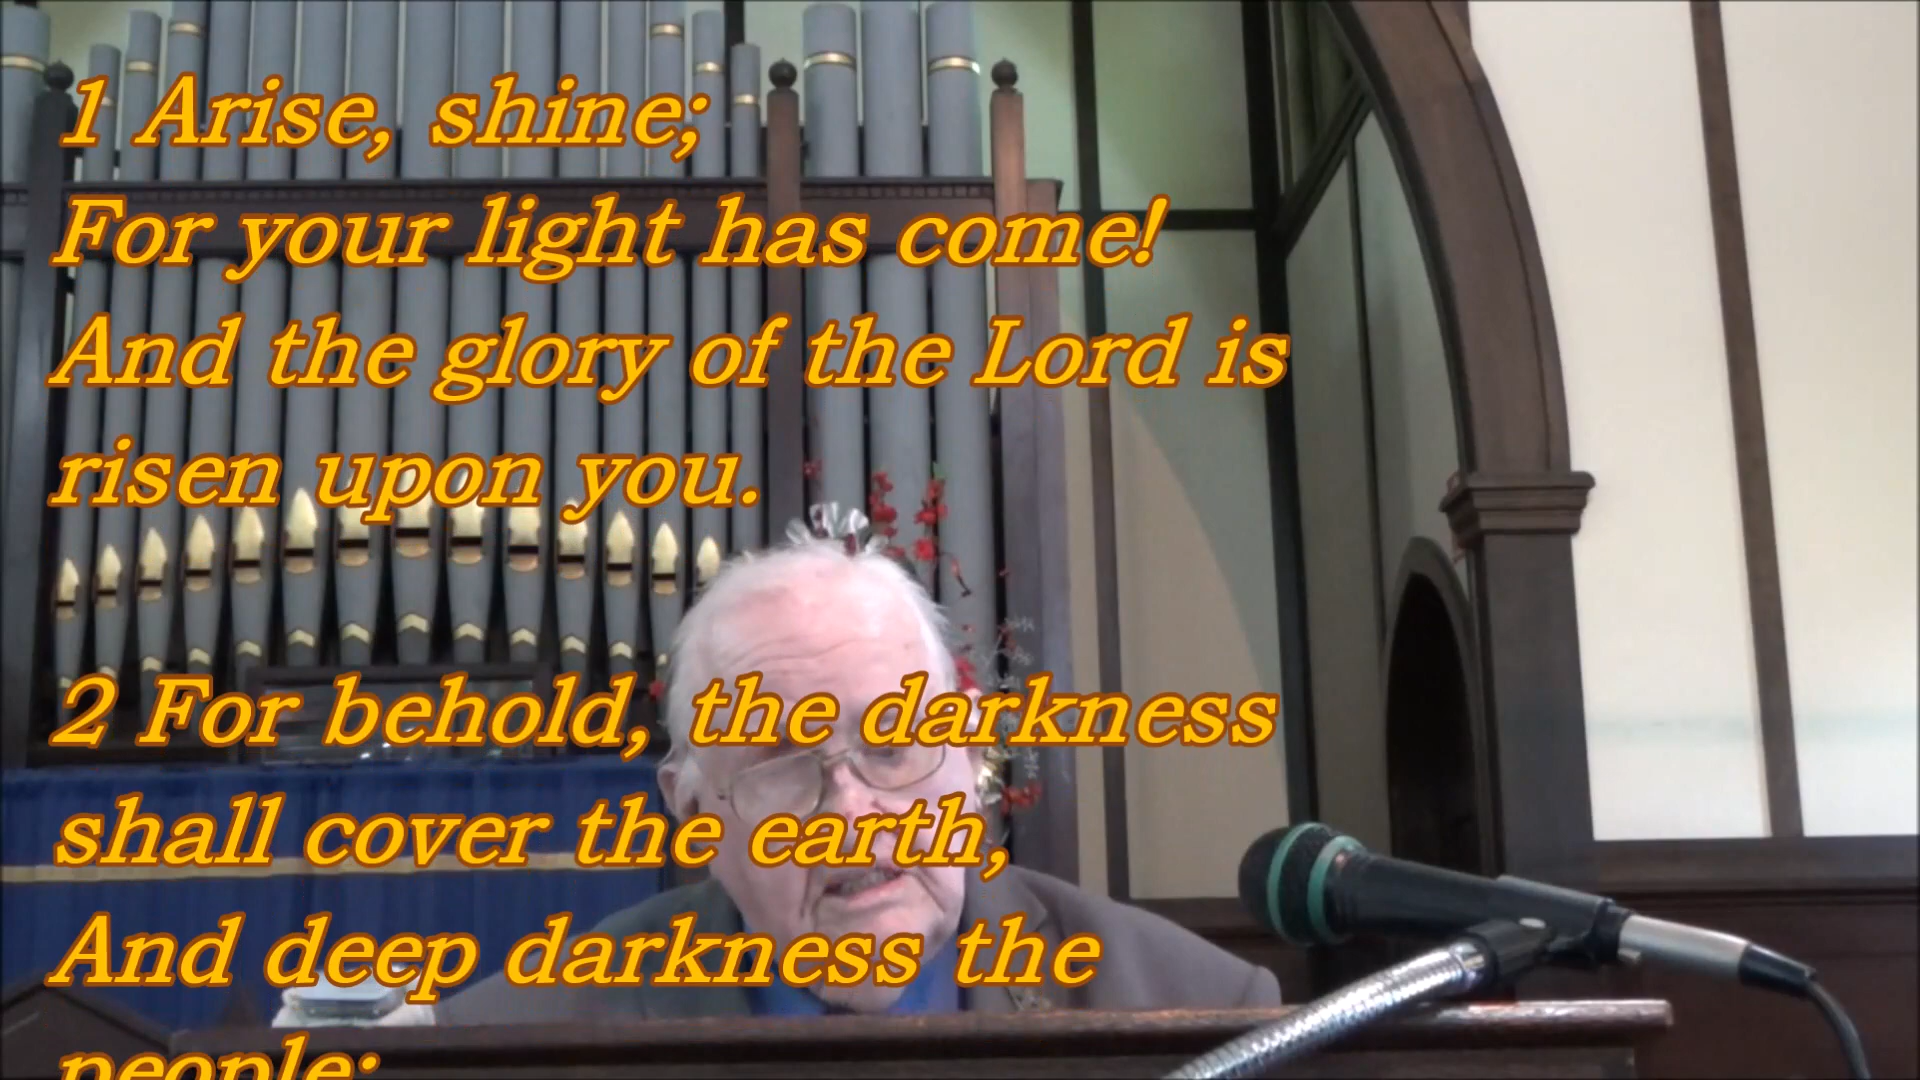 1 Arise, shine;
For your light has come!
And the glory of the Lord is
risen upon you.
2 For behold, the darkness
shall cover the earth,
And deep darkness the
people;